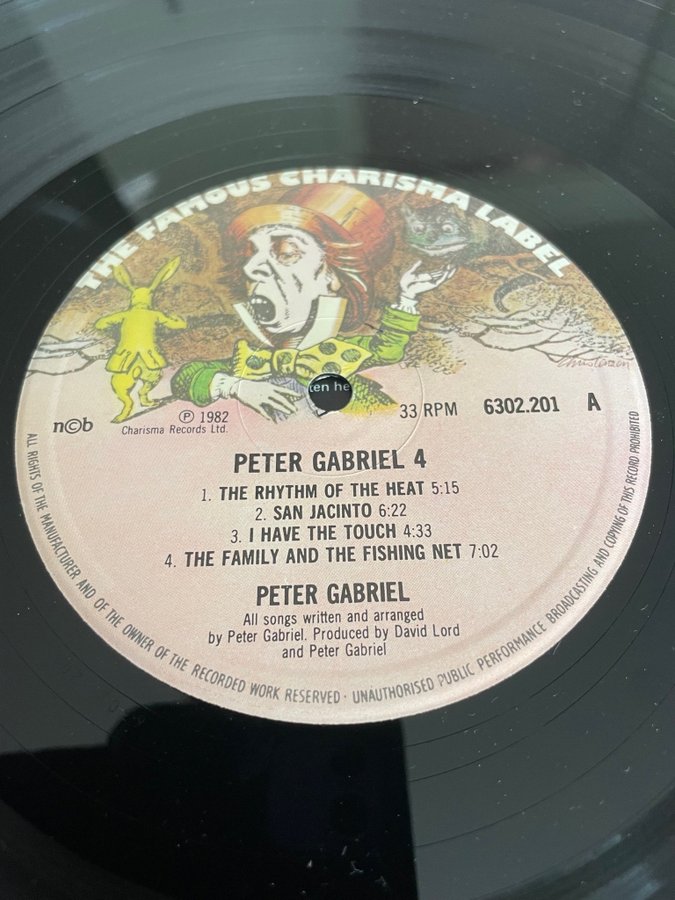 THE FAMOUS CHARISMA LABEL
ten he
n©b
℗ 1982
Charisma Records Ltd.
33 RPM 6302.201 A
PETER GABRIEL 4
1. THE RHYTHM OF THE HEAT 5:15
2. SAN JACINTO 6:22
3. I HAVE THE TOUCH 4:33
4. THE FAMILY AND THE FISHING NET 7:02
PETER GABRIEL
All songs written and arranged
by Peter Gabriel. Produced by David Lord
and Peter Gabriel
ALL RIGHTS OF THE MANUFACTURER AND OF THE OWNER OF THE RECORDED WORK RESERVED · UNAUTHORISED PUBLIC PERFORMANCE BROADCASTING AND COPYING OF THIS RECORD PROHIBITED